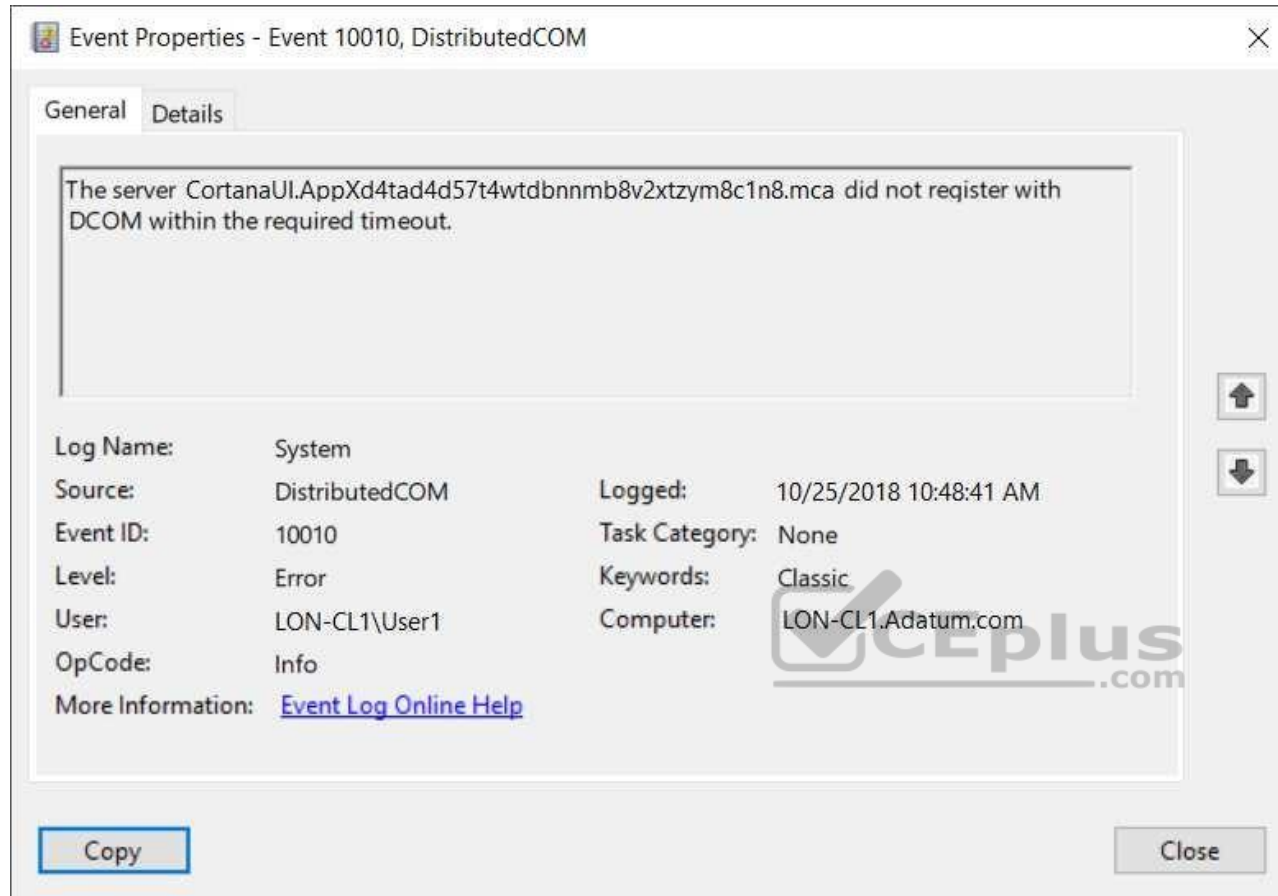 Event Properties - Event 10010, DistributedCOM
General Details
The server CortanaUI.AppXd4tad4d57t4wtdbnnmb8v2xtzym8c1n8.mca did not register with
DCOM within the required timeout.
Log Name: System
Source: DistributedCOM Logged: 10/25/2018 10:48:41 AM
Event ID: 10010 Task Category: None
Level: Error Keywords: Classic
User: LON-CL1\User1 Computer: LON-CL1.Adatum.com
OpCode: Info
CEplus
.com
More Information: Event Log Online Help
Copy Close